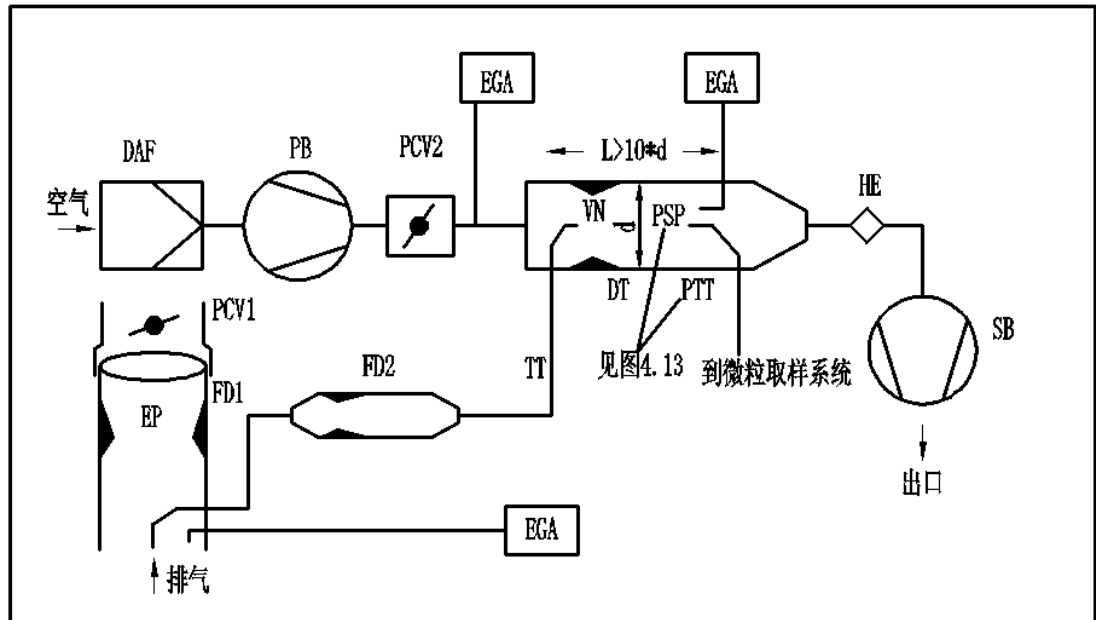 EGA
EGA
DAF
PB
PCV2
L>10*d
HE
空气
VN
d
PSP
DT
PTT
PCV1
SB
见图4.13
到微粒取样系统
TT
FD2
FD1
EP
出口
EGA
排气